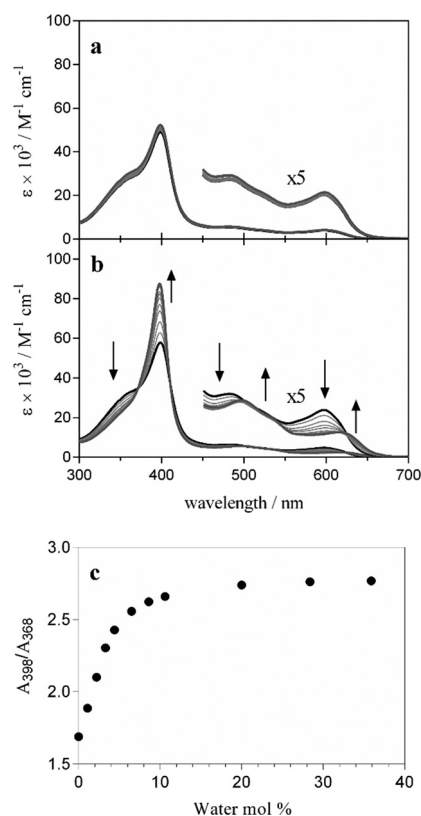 100
a
80
60
40
20
0
ε × 10³ / M⁻¹ cm⁻¹
x5
100
b
80
60
40
20
0
ε × 10³ / M⁻¹ cm⁻¹
x5
300 400 500 600 700
wavelength / nm
3.0
c
2.5
2.0
1.5
A₃₉₈/A₃₆₈
0 10 20 30 40
Water mol %